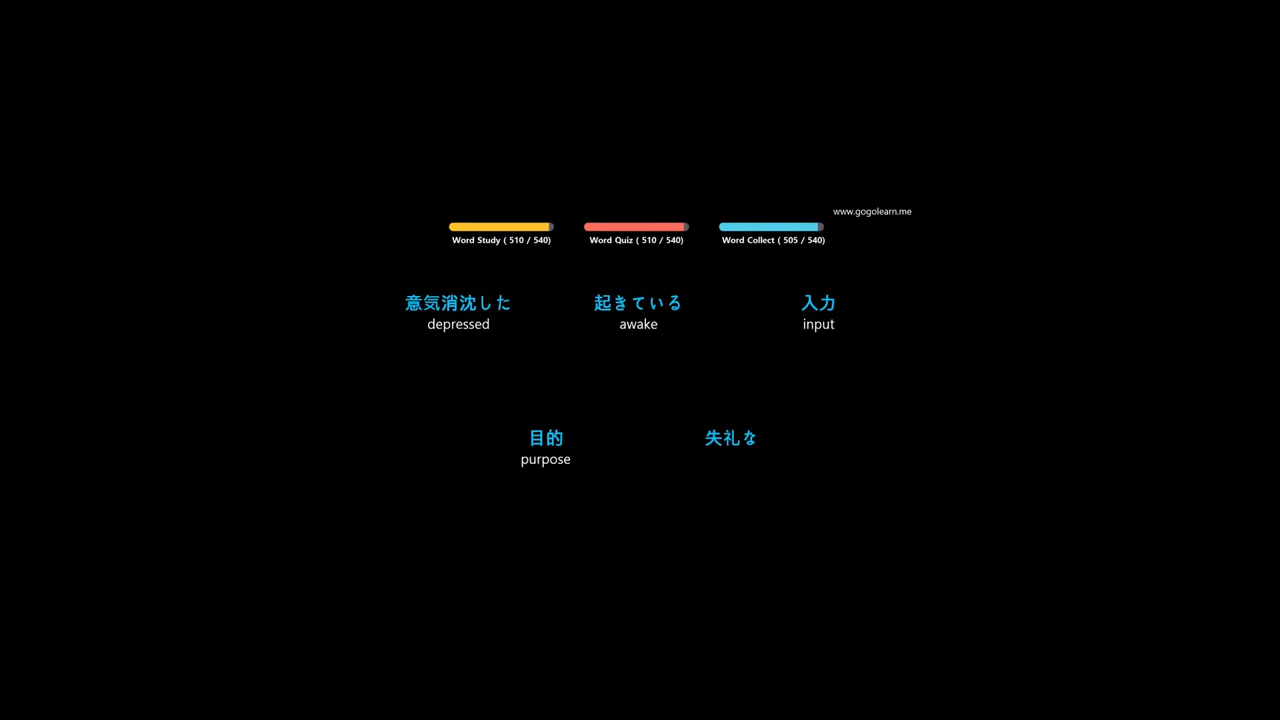 www.gogolearn.me
Word Study ( 510 / 540)
Word Quiz ( 510 / 540)
Word Collect ( 505 / 540)
意気消沈した
depressed
起きている
awake
入力
input
目的
purpose
失礼な